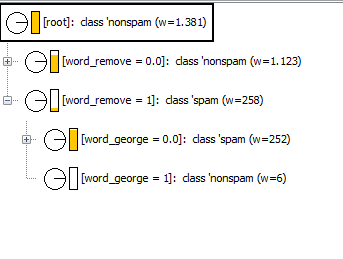 [root]: class 'nonspam (w=1.381)
[word_remove = 0.0]: class 'nonspam (w=1.123)
[word_remove = 1]: class 'spam (w=258)
[word_george = 0.0]: class 'spam (w=252)
[word_george = 1]: class 'nonspam (w=6)